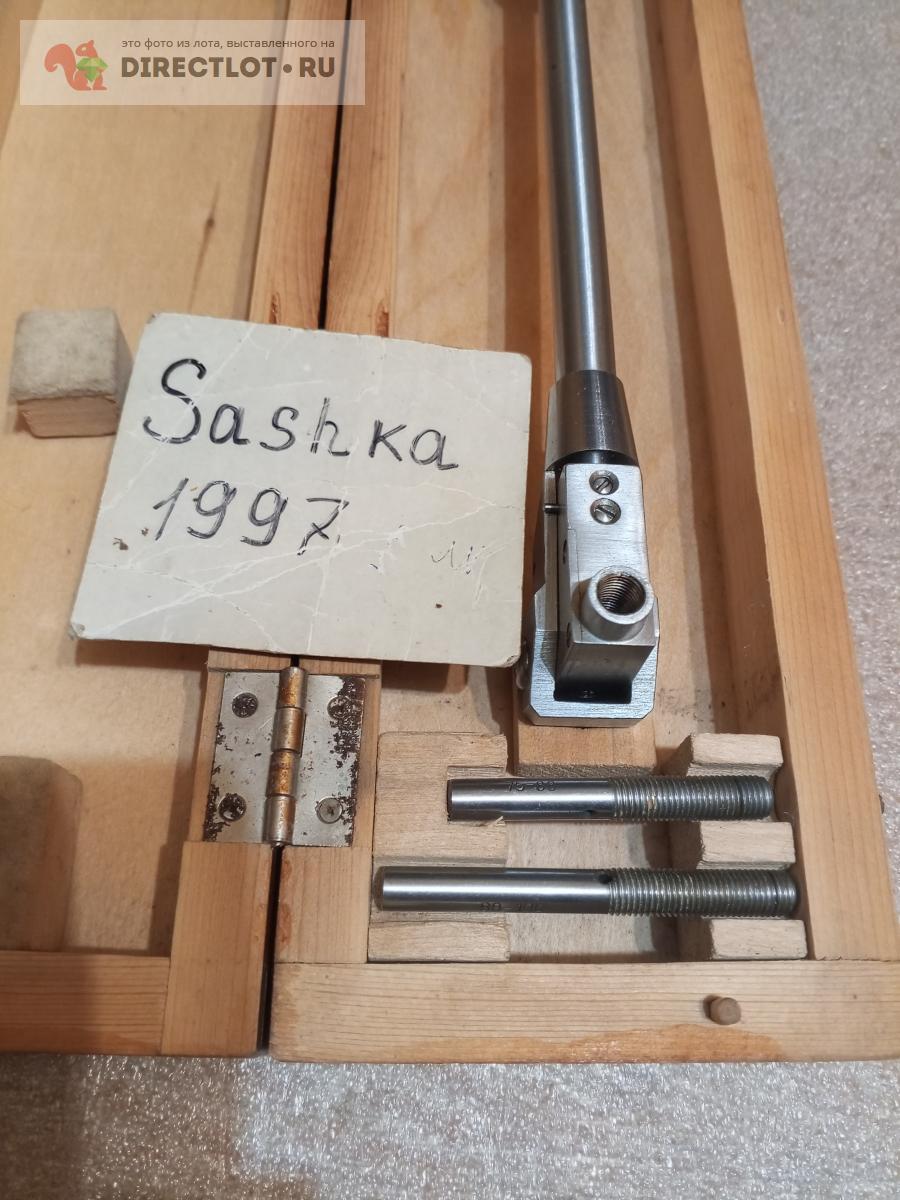 это фото из лота, выставленного на
DIRECTLOT.RU
Sashka
1997